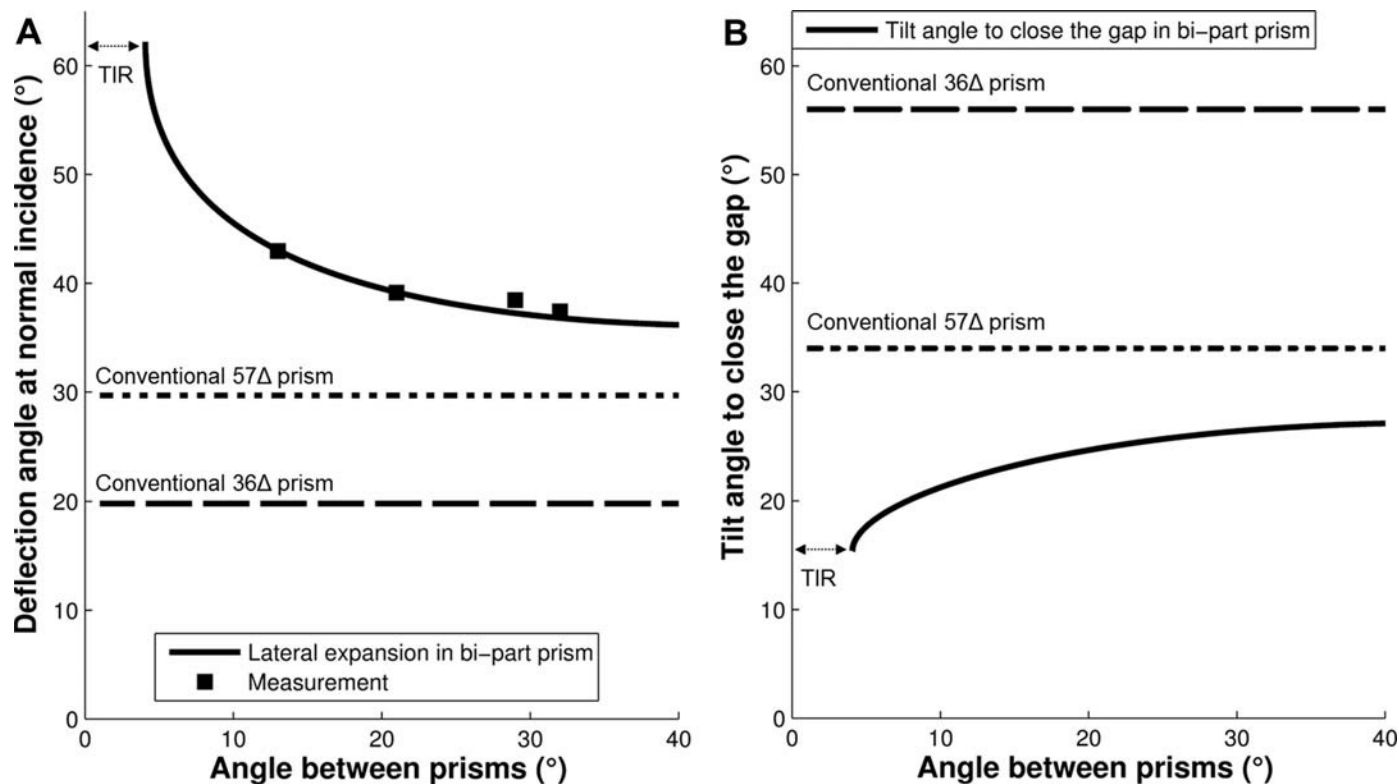 A
Deflection angle at normal incidence (°)
60
50
40
30
20
10
0
TIR
Conventional 57Δ prism
Conventional 36Δ prism
Lateral expansion in bi-part prism
Measurement
0 10 20 30 40
Angle between prisms (°)
B
Tilt angle to close the gap in bi-part prism
Tilt angle to close the gap (°)
60
50
40
30
20
10
0
Conventional 36Δ prism
Conventional 57Δ prism
TIR
0 10 20 30 40
Angle between prisms (°)